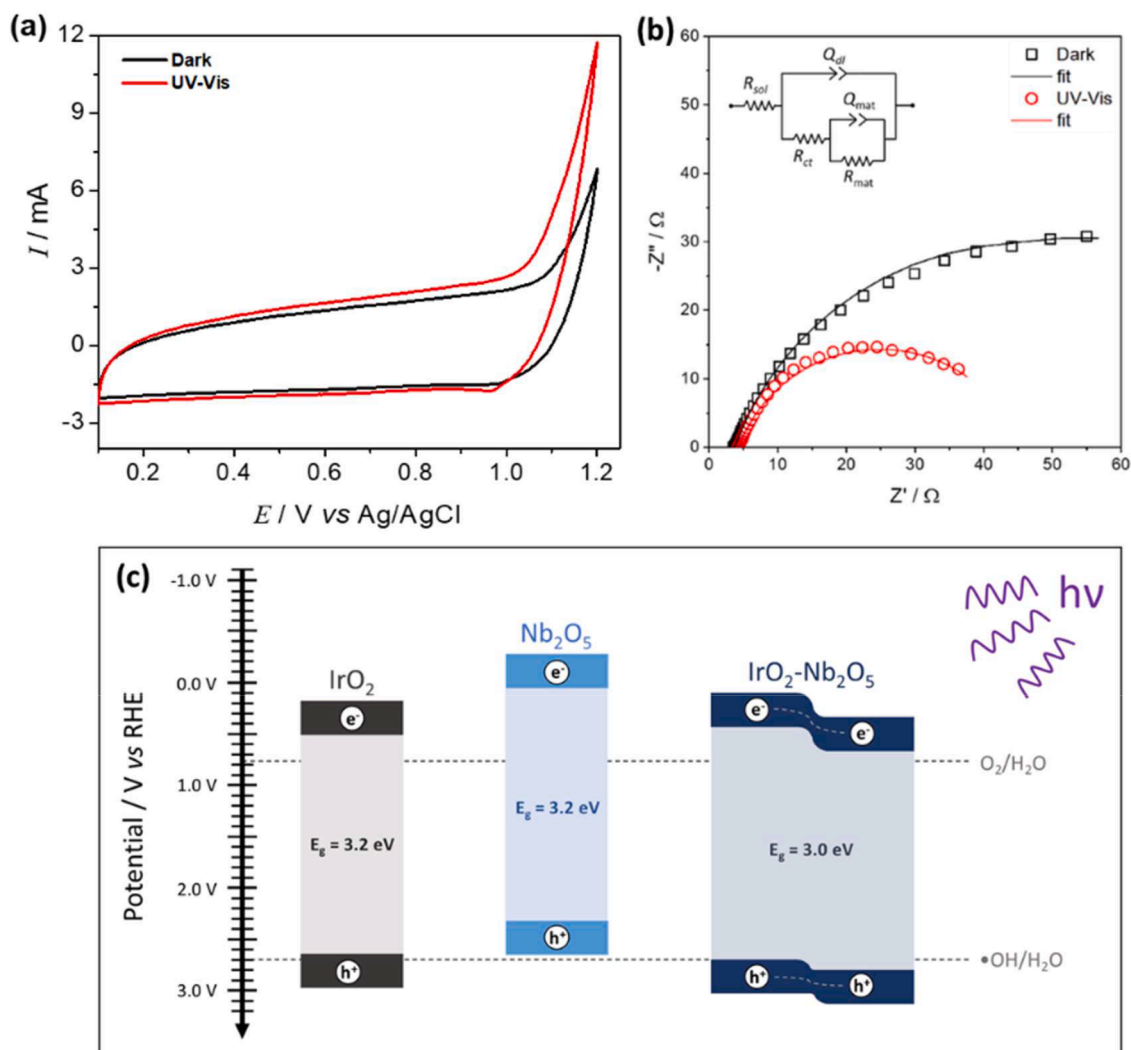 (a)
12
9
6
3
0
-3
I / mA
Dark
UV-Vis
0.2 0.4 0.6 0.8 1.0 1.2
E / V vs Ag/AgCl
(b)
60
50
40
30
20
10
0
-Z" / Ω
Rsol
Qdl
Qmat
Rct
Rmat
Dark
fit
UV-Vis
fit
0 10 20 30 40 50 60
Z' / Ω
(c)
Potential / V vs RHE
-1.0 V
0.0 V
1.0 V
2.0 V
3.0 V
IrO₂
e⁻
E_g = 3.2 eV
h⁺
Nb₂O₅
e⁻
E_g = 3.2 eV
h⁺
IrO₂-Nb₂O₅
e⁻ e⁻
E_g = 3.0 eV
h⁺ h⁺
hν
O₂/H₂O
•OH/H₂O